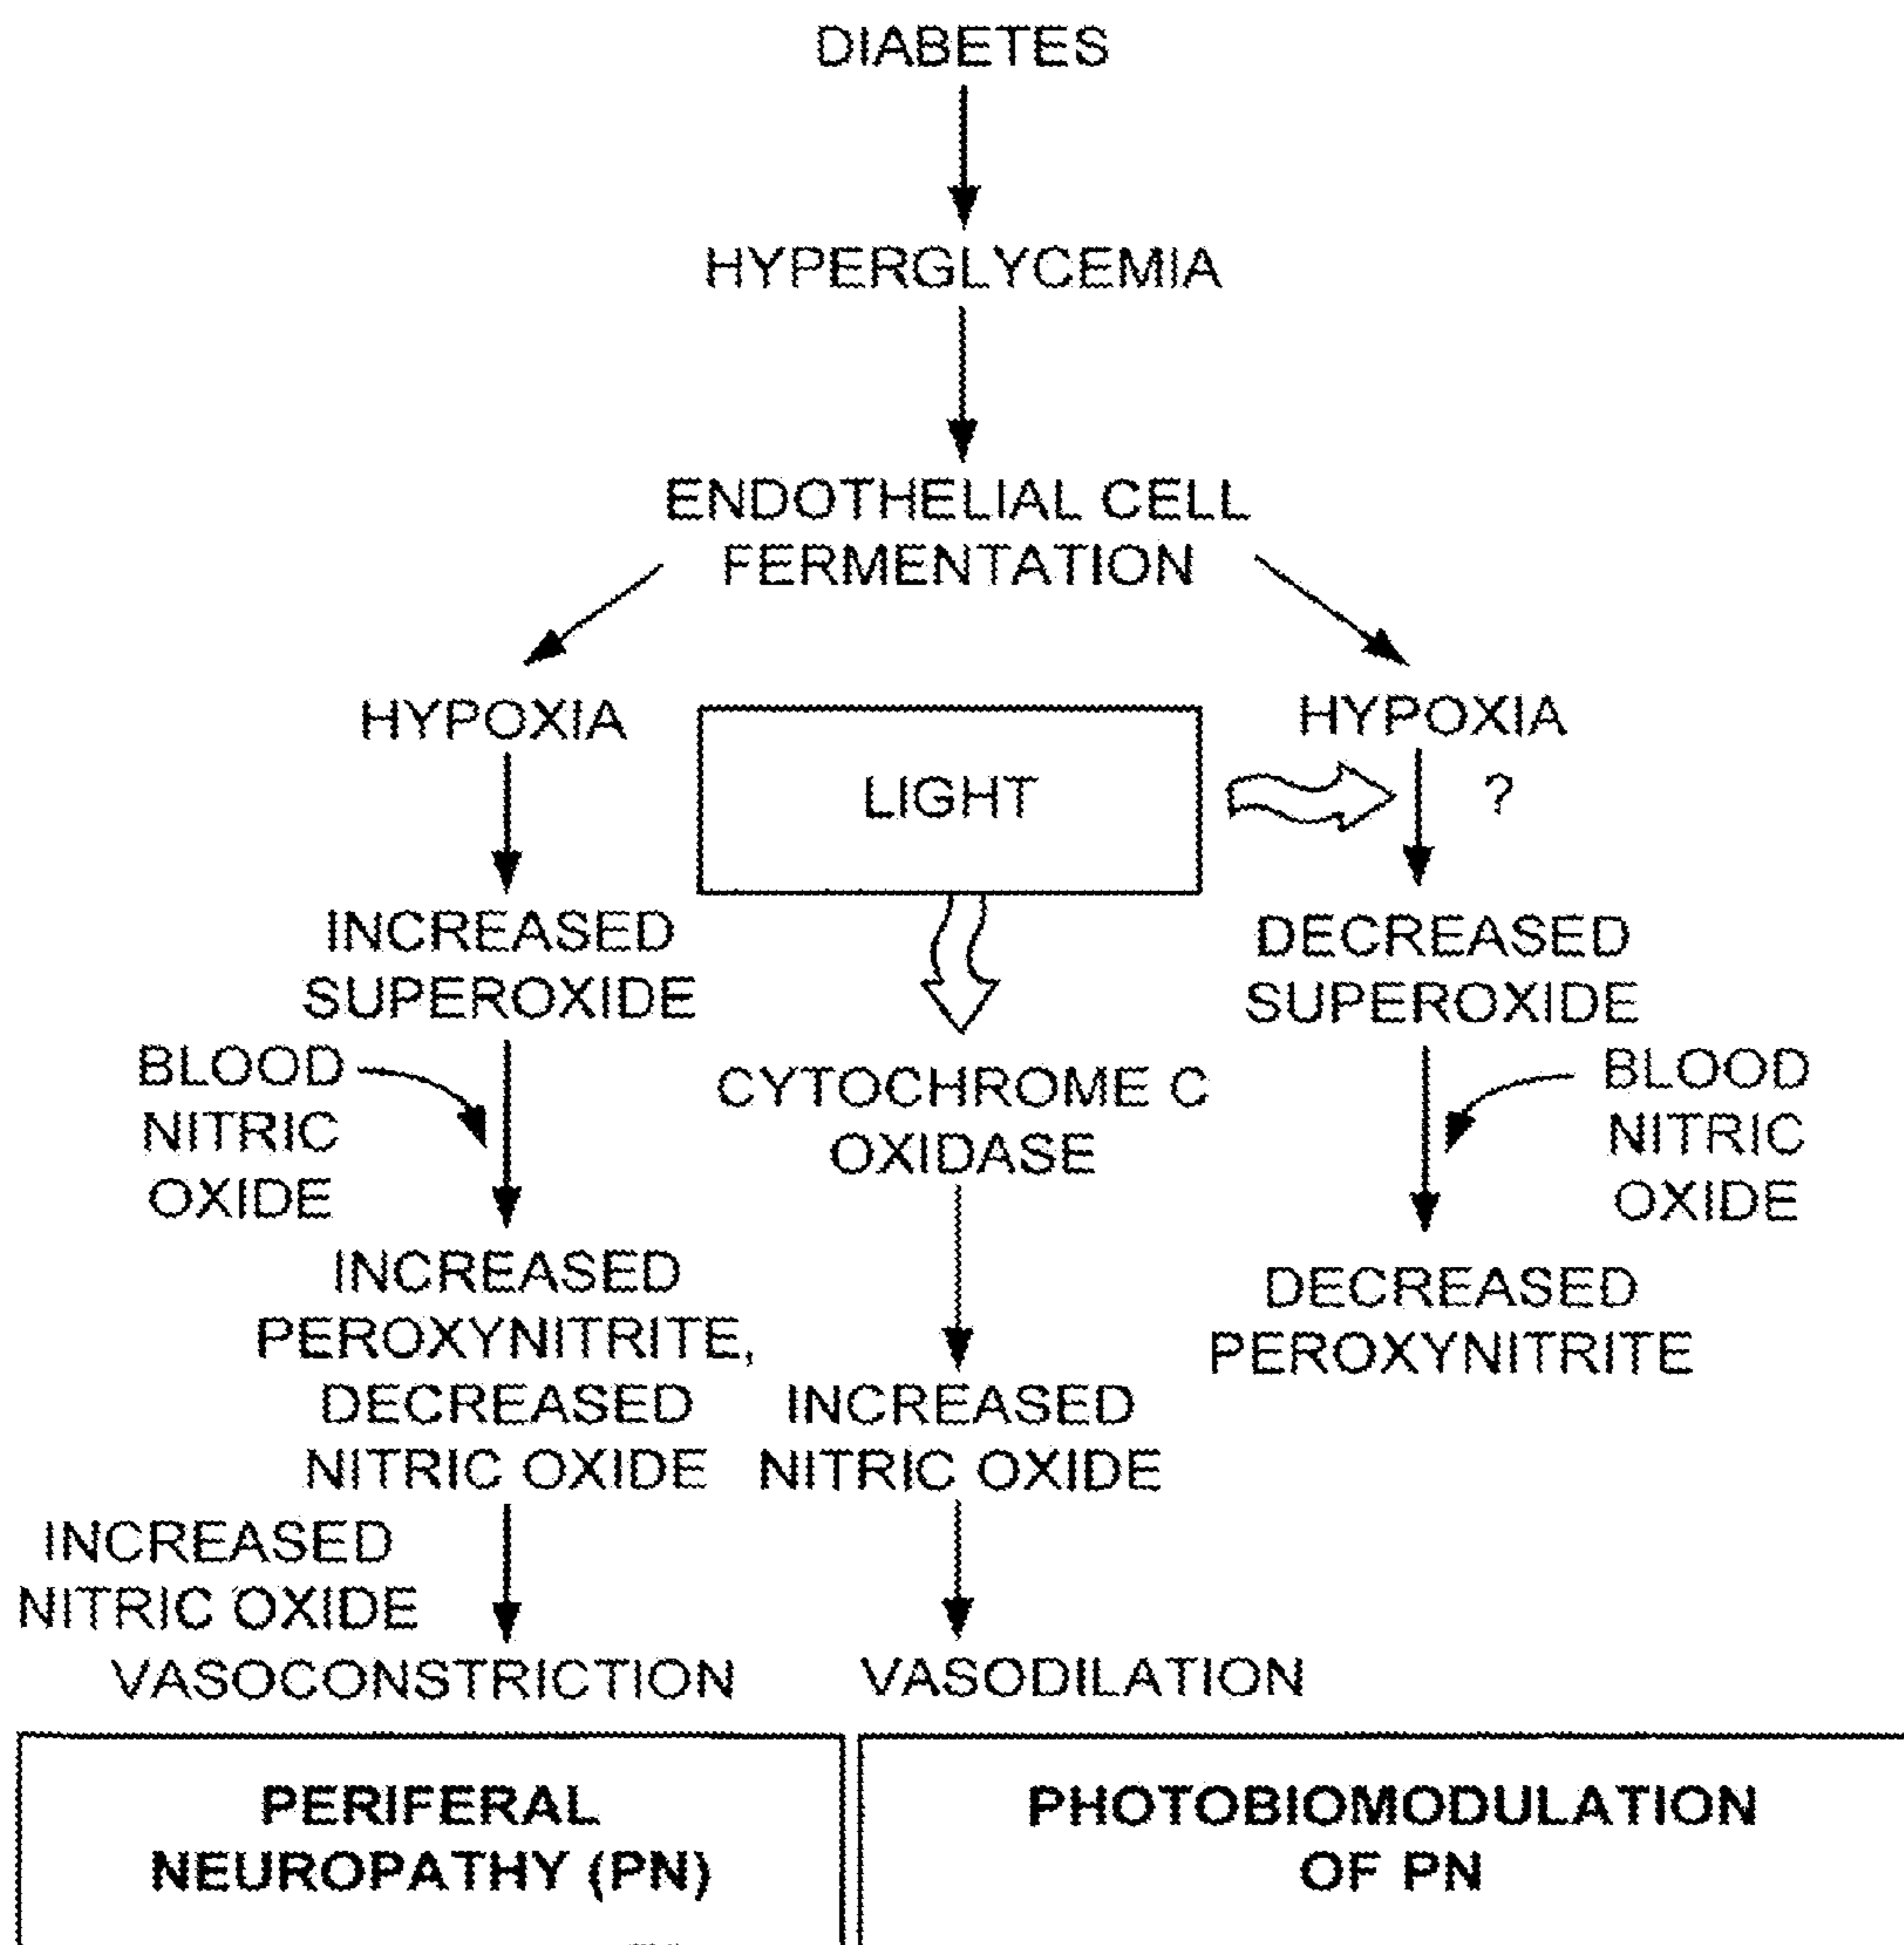 DIABETES
HYPERGLYCEMIA
ENDOTHELIAL CELL
FERMENTATION
HYPOXIA
LIGHT
HYPOXIA
?
INCREASED
SUPEROXIDE
DECREASED
SUPEROXIDE
BLOOD
NITRIC
OXIDE
CYTOCHROME C
OXIDASE
BLOOD
NITRIC
OXIDE
INCREASED
PEROXYNITRITE,
DECREASED
NITRIC OXIDE
INCREASED
NITRIC OXIDE
DECREASED
PEROXYNITRITE
INCREASED
NITRIC OXIDE
VASOCONSTRICTION
VASODILATION
PERIFERAL
NEUROPATHY (PN)
PHOTOBIOMODULATION
OF PN